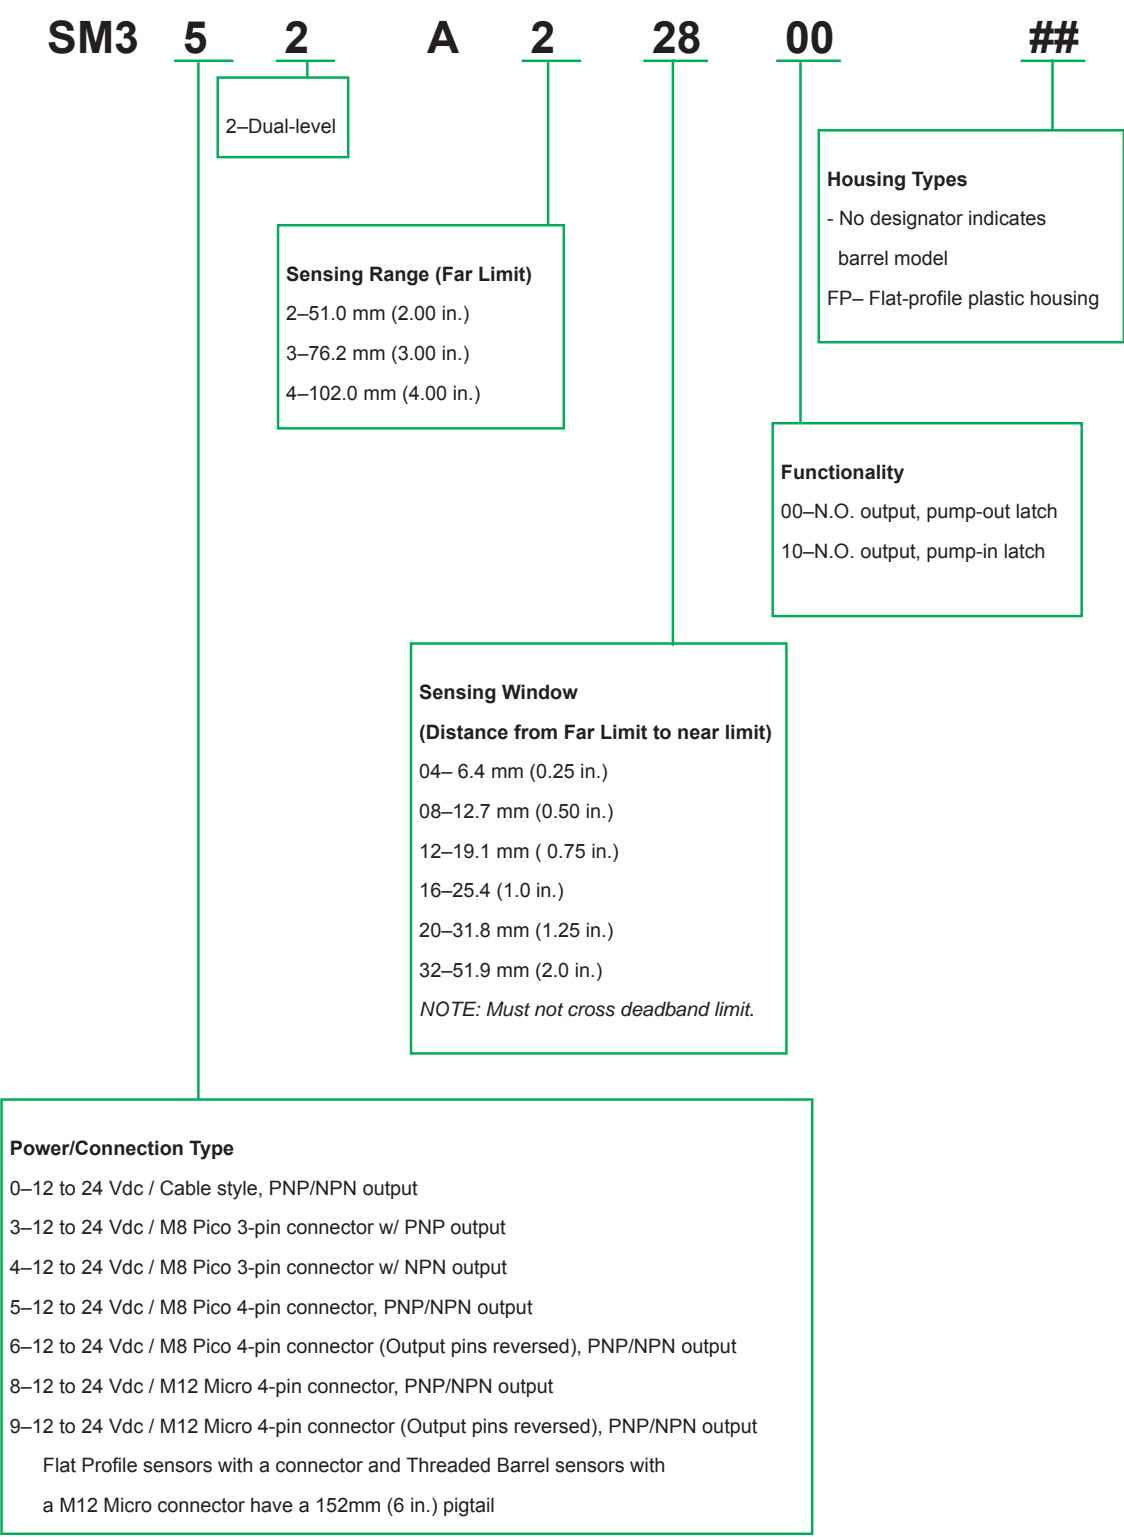 SM3 5 2 A 2 28 00 ##
2–Dual-level
Housing Types
- No designator indicates
barrel model
FP– Flat-profile plastic housing
Sensing Range (Far Limit)
2–51.0 mm (2.00 in.)
3–76.2 mm (3.00 in.)
4–102.0 mm (4.00 in.)
Functionality
00–N.O. output, pump-out latch
10–N.O. output, pump-in latch
Sensing Window
(Distance from Far Limit to near limit)
04– 6.4 mm (0.25 in.)
08–12.7 mm (0.50 in.)
12–19.1 mm ( 0.75 in.)
16–25.4 (1.0 in.)
20–31.8 mm (1.25 in.)
32–51.9 mm (2.0 in.)
NOTE: Must not cross deadband limit.
Power/Connection Type
0–12 to 24 Vdc / Cable style, PNP/NPN output
3–12 to 24 Vdc / M8 Pico 3-pin connector w/ PNP output
4–12 to 24 Vdc / M8 Pico 3-pin connector w/ NPN output
5–12 to 24 Vdc / M8 Pico 4-pin connector, PNP/NPN output
6–12 to 24 Vdc / M8 Pico 4-pin connector (Output pins reversed), PNP/NPN output
8–12 to 24 Vdc / M12 Micro 4-pin connector, PNP/NPN output
9–12 to 24 Vdc / M12 Micro 4-pin connector (Output pins reversed), PNP/NPN output
Flat Profile sensors with a connector and Threaded Barrel sensors with
a M12 Micro connector have a 152mm (6 in.) pigtail